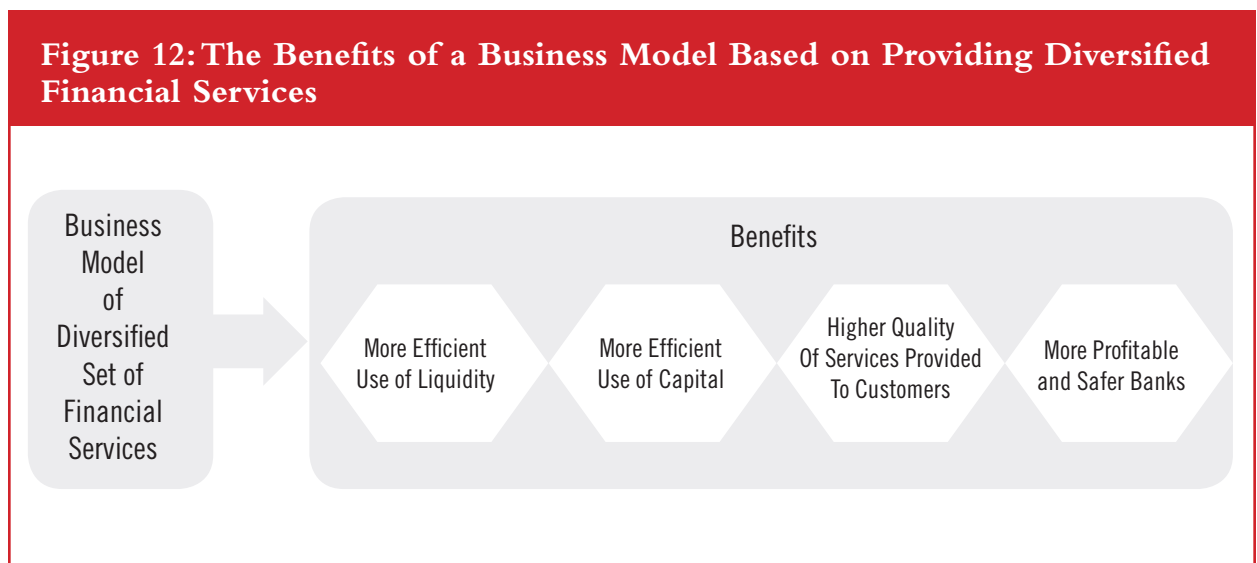 Figure 12: The Benefits of a Business Model Based on Providing Diversified
Financial Services
Business
Model
of
Diversified
Set of
Financial
Services
Benefits
More Efficient
Use of Liquidity
More Efficient
Use of Capital
Higher Quality
Of Services Provided
To Customers
More Profitable
and Safer Banks